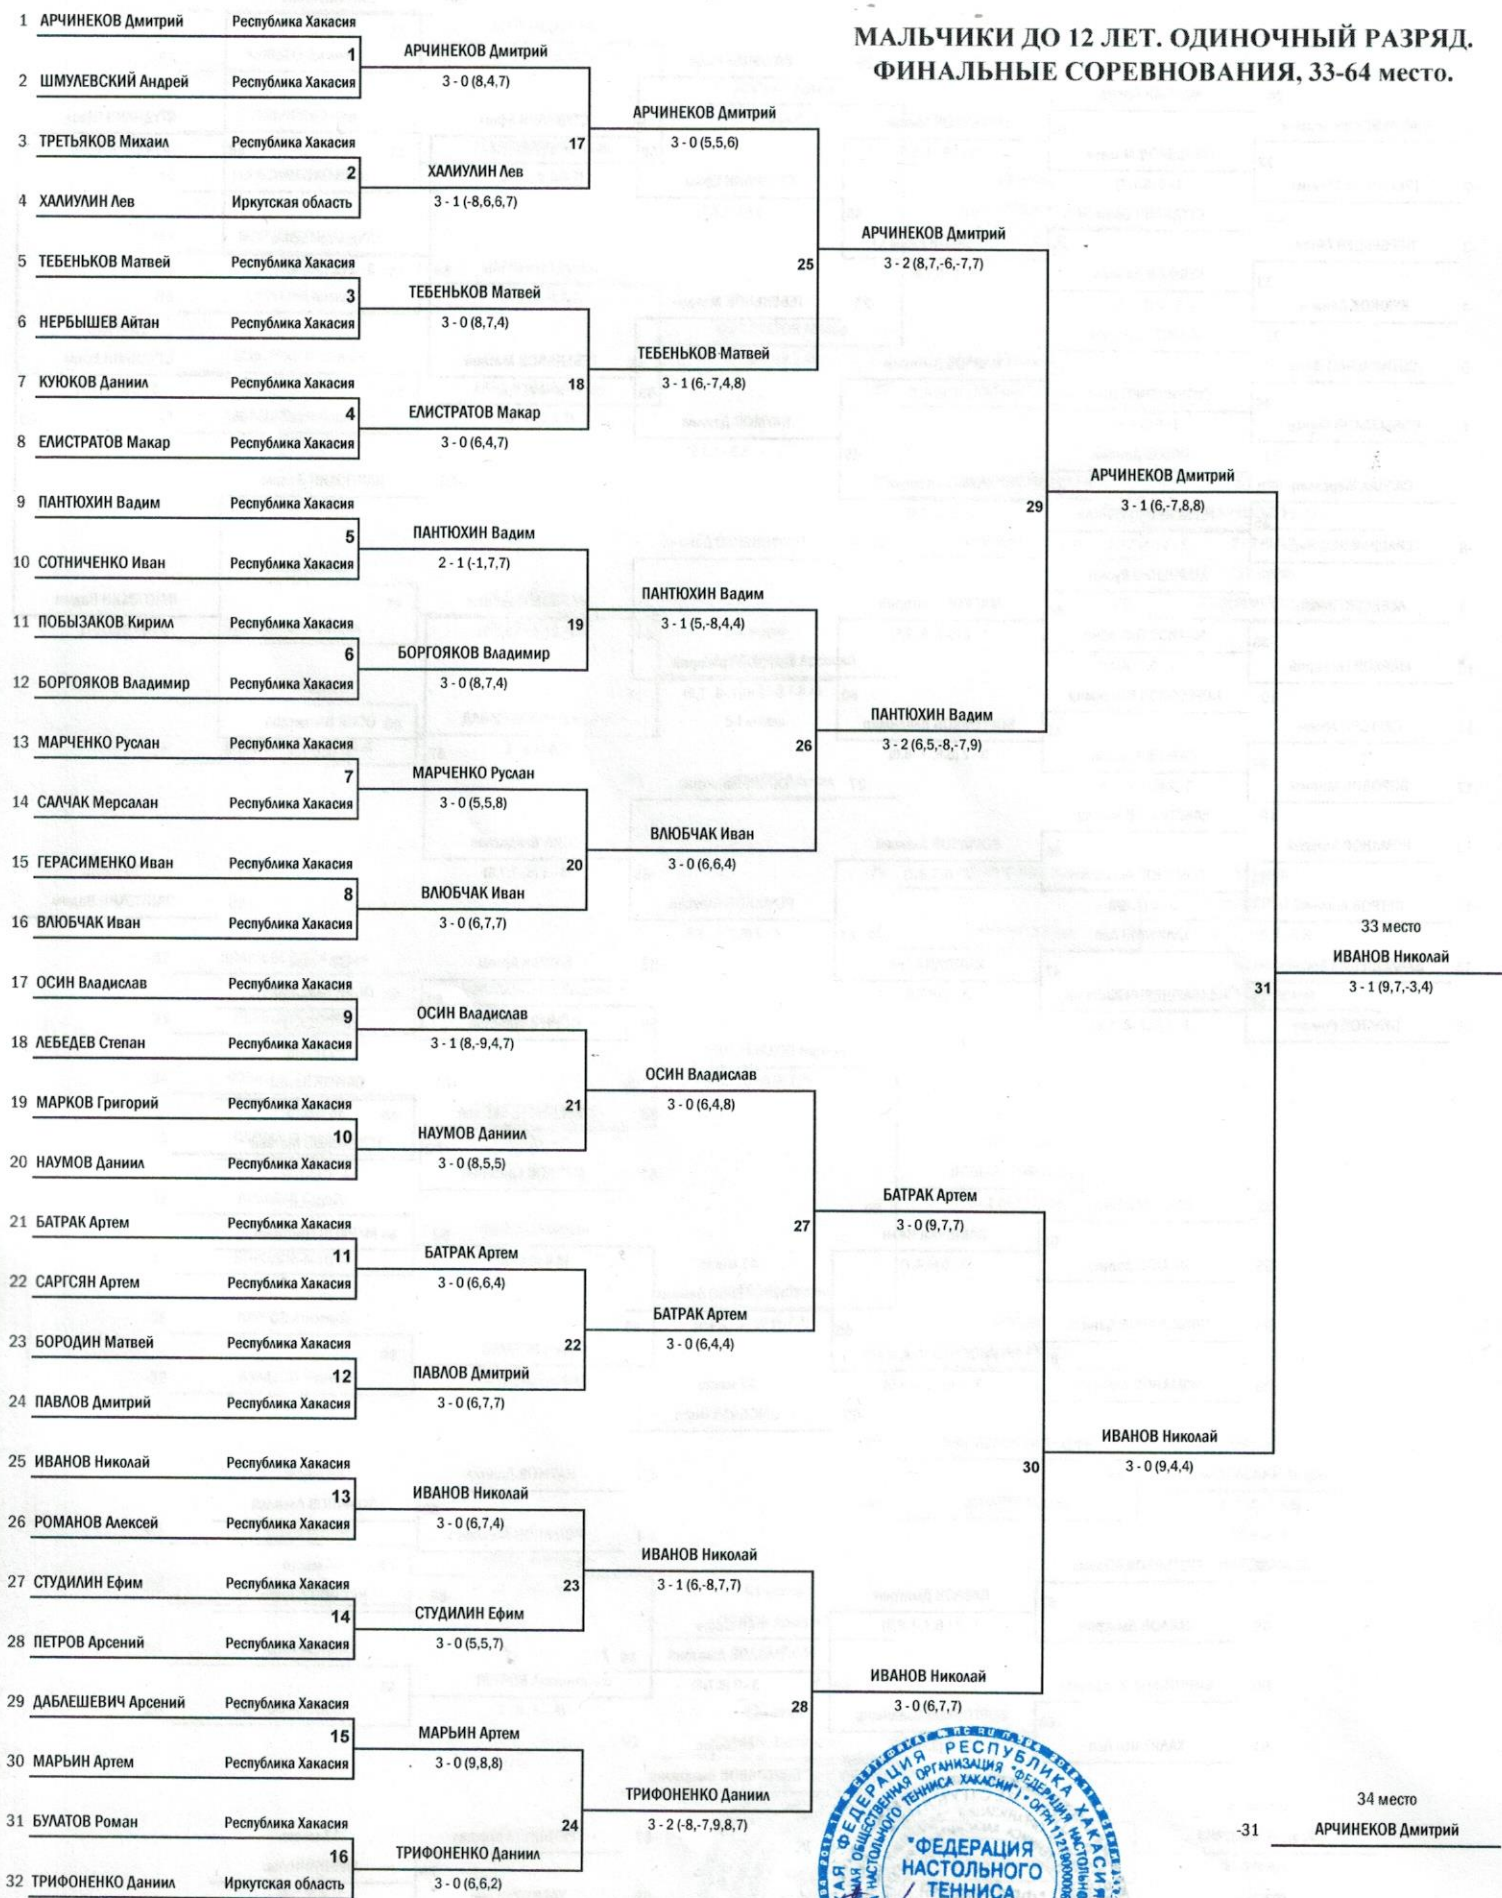 МАЛЬЧИКИ ДО 12 ЛЕТ. ОДИНОЧНЫЙ РАЗРЯД.
ФИНАЛЬНЫЕ СОРЕВНОВАНИЯ, 33-64 место.
1 АРЧИНЕКОВ Дмитрий Республика Хакасия
1
2 ШМУЛЕВСКИЙ Андрей Республика Хакасия
3 ТРЕТЬЯКОВ Михаил Республика Хакасия
2
4 ХАЛИУЛИН Лев Иркутская область
5 ТЕБЕНЬКОВ Матвей Республика Хакасия
3
6 НЕРБЫШЕВ Айтан Республика Хакасия
7 КУЮКОВ Даниил Республика Хакасия
4
8 ЕЛИСТРАТОВ Макар Республика Хакасия
9 ПАНТЮХИН Вадим Республика Хакасия
5
10 СОТНИЧЕНКО Иван Республика Хакасия
11 ПОБЫЗАКОВ Кирилл Республика Хакасия
6
12 БОРГОЯКОВ Владимир Республика Хакасия
13 МАРЧЕНКО Руслан Республика Хакасия
7
14 САЛЧАК Мерсалан Республика Хакасия
15 ГЕРАСИМЕНКО Иван Республика Хакасия
8
16 ВЛЮБЧАК Иван Республика Хакасия
17 ОСИН Владислав Республика Хакасия
9
18 ЛЕБЕДЕВ Степан Республика Хакасия
19 МАРКОВ Григорий Республика Хакасия
10
20 НАУМОВ Даниил Республика Хакасия
21 БАТРАК Артем Республика Хакасия
11
22 САРГСЯН Артем Республика Хакасия
23 БОРОДИН Матвей Республика Хакасия
12
24 ПАВЛОВ Дмитрий Республика Хакасия
25 ИВАНОВ Николай Республика Хакасия
13
26 РОМАНОВ Алексей Республика Хакасия
27 СТУДИЛИН Ефим Республика Хакасия
14
28 ПЕТРОВ Арсений Республика Хакасия
29 ДАБЛЕШЕВИЧ Арсений Республика Хакасия
15
30 МАРЬИН Артем Республика Хакасия
31 БУЛАТОВ Роман Республика Хакасия
16
32 ТРИФОНЕНКО Даниил Иркутская область
АРЧИНЕКОВ Дмитрий
3 - 0 (8,4,7)
17
ХАЛИУЛИН Лев
3 - 1 (-8,6,6,7)
ТЕБЕНЬКОВ Матвей
3 - 0 (8,7,4)
18
ЕЛИСТРАТОВ Макар
3 - 0 (6,4,7)
ПАНТЮХИН Вадим
2 - 1 (-1,7,7)
19
БОРГОЯКОВ Владимир
3 - 0 (8,7,4)
МАРЧЕНКО Руслан
3 - 0 (5,5,8)
20
ВЛЮБЧАК Иван
3 - 0 (6,7,7)
ОСИН Владислав
3 - 1 (8,-9,4,7)
21
НАУМОВ Даниил
3 - 0 (8,5,5)
БАТРАК Артем
3 - 0 (6,6,4)
22
ПАВЛОВ Дмитрий
3 - 0 (6,7,7)
ИВАНОВ Николай
3 - 0 (6,7,4)
23
СТУДИЛИН Ефим
3 - 0 (5,5,7)
МАРЬИН Артем
3 - 0 (9,8,8)
24
ТРИФОНЕНКО Даниил
3 - 0 (6,6,2)
АРЧИНЕКОВ Дмитрий
3 - 0 (5,5,6)
25
ТЕБЕНЬКОВ Матвей
3 - 1 (6,-7,4,8)
ПАНТЮХИН Вадим
3 - 1 (5,-8,4,4)
26
ВЛЮБЧАК Иван
3 - 0 (6,6,4)
ОСИН Владислав
3 - 0 (6,4,8)
27
БАТРАК Артем
3 - 0 (6,4,4)
ИВАНОВ Николай
3 - 1 (6,-8,7,7)
28
ТРИФОНЕНКО Даниил
3 - 2 (-8,-7,9,8,7)
АРЧИНЕКОВ Дмитрий
3 - 2 (8,7,-6,-7,7)
29
ПАНТЮХИН Вадим
3 - 2 (6,5,-8,-7,9)
БАТРАК Артем
3 - 0 (9,7,7)
30
ИВАНОВ Николай
3 - 0 (6,7,7)
АРЧИНЕКОВ Дмитрий
3 - 1 (6,-7,8,8)
31
ИВАНОВ Николай
3 - 0 (9,4,4)
33 место
ИВАНОВ Николай
3 - 1 (9,7,-3,4)
34 место
-31 АРЧИНЕКОВ Дмитрий
ФЕДЕРАЦИЯ РЕСПУБЛИКА ХАКАСИЯ
ОБЩЕСТВЕННАЯ ОРГАНИЗАЦИЯ "ФЕДЕРАЦИЯ НАСТОЛЬНОГО
НАСТОЛЬНОГО ТЕННИСА ХАКАСИИ")
"ФЕДЕРАЦИЯ
НАСТОЛЬНОГО
ТЕННИСА